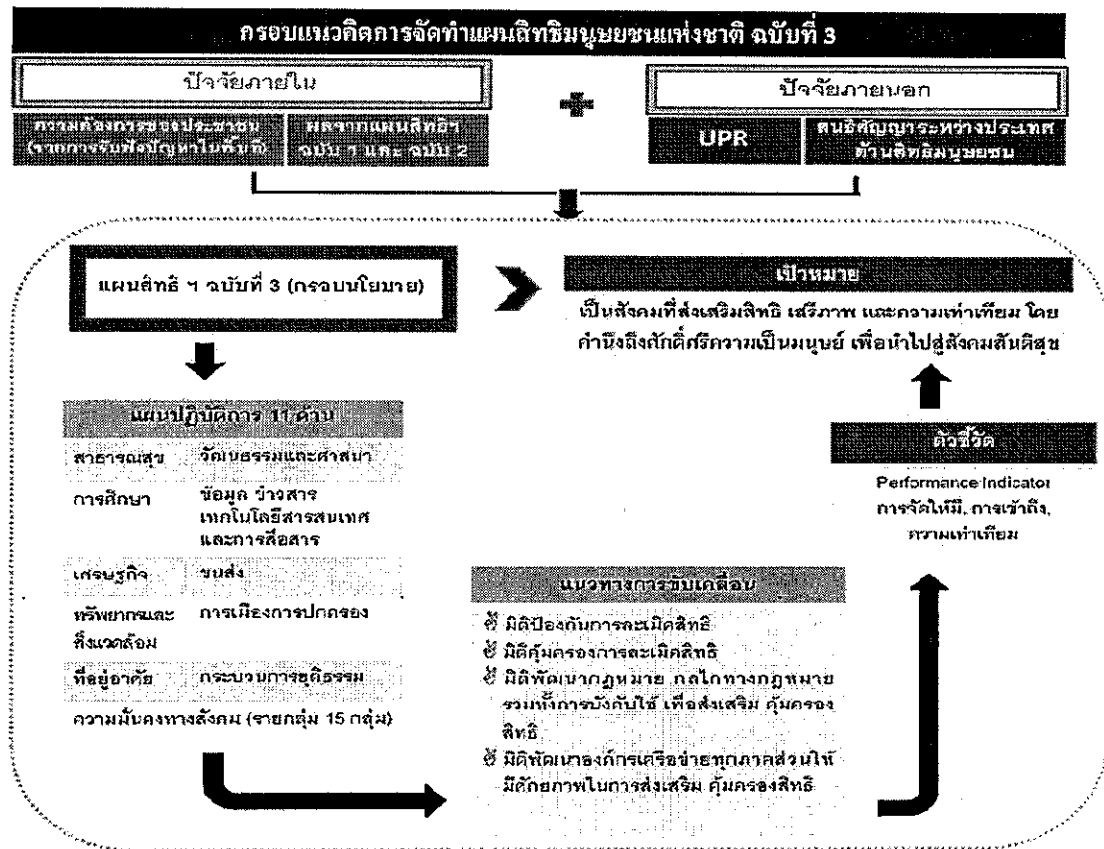 กรอบแนวคิดการจัดทำแผนสิทธิมนุษยชนแห่งชาติ ฉบับที่ 3
ปัจจัยภายใน
ปัจจัยภายนอก
ความต้องการของประชาชน
(จากการรับฟังปัญหาในพื้นที่)
ผลจากแผนสิทธิฯ
ฉบับ 1 และ ฉบับ 2
UPR
สนธิสัญญาระหว่างประเทศ
ด้านสิทธิมนุษยชน
แผนสิทธิ ฯ ฉบับที่ 3 (กรอบนโยบาย)
เป้าหมาย
เป็นสังคมที่ส่งเสริมสิทธิ เสรีภาพ และความเท่าเทียม โดย
คำนึงถึงศักดิ์ศรีความเป็นมนุษย์ เพื่อนำไปสู่สังคมสันติสุข
แผนปฏิบัติการ 11 ด้าน
สาธารณสุข
วัฒนธรรมและศาสนา
การศึกษา
ข้อมูล ข่าวสาร
เทคโนโลยีสารสนเทศ
และการสื่อสาร
เศรษฐกิจ
ขนส่ง
ทรัพยากรและ
สิ่งแวดล้อม
การเมืองการปกครอง
ที่อยู่อาศัย
กระบวนการยุติธรรม
ความมั่นคงทางสังคม (รายกลุ่ม 15 กลุ่ม)
แนวทางการขับเคลื่อน
มิติป้องกันการละเมิดสิทธิ
มิติคุ้มครองการละเมิดสิทธิ
มิติพัฒนากฎหมาย กลไกทางกฎหมาย
รวมทั้งการบังคับใช้ เพื่อส่งเสริม คุ้มครอง
สิทธิ
มิติพัฒนาองค์กรเครือข่ายทุกภาคส่วนให้
มีศักยภาพในการส่งเสริม คุ้มครองสิทธิ
ตัวชี้วัด
Performance Indicator
การจัดให้มี, การเข้าถึง,
ความเท่าเทียม